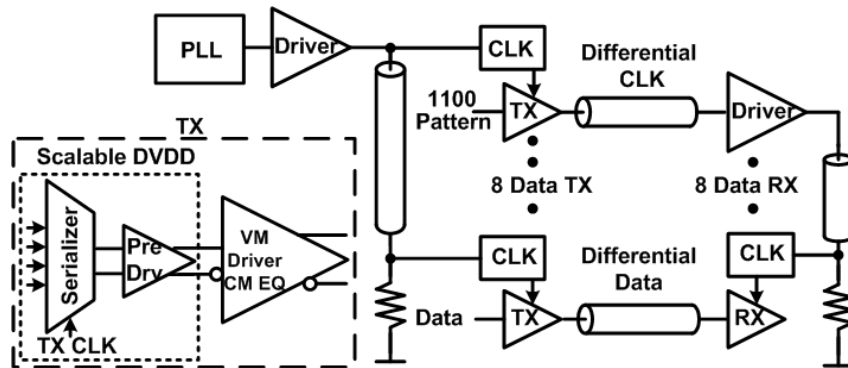 PLL
Driver
CLK
Differential
CLK
1100
Pattern
TX
Driver
TX
Scalable DVDD
8 Data TX
8 Data RX
Serializer
Pre
Drv
VM
Driver
CM EQ
TX CLK
CLK
Differential
Data
CLK
Data
TX
RX